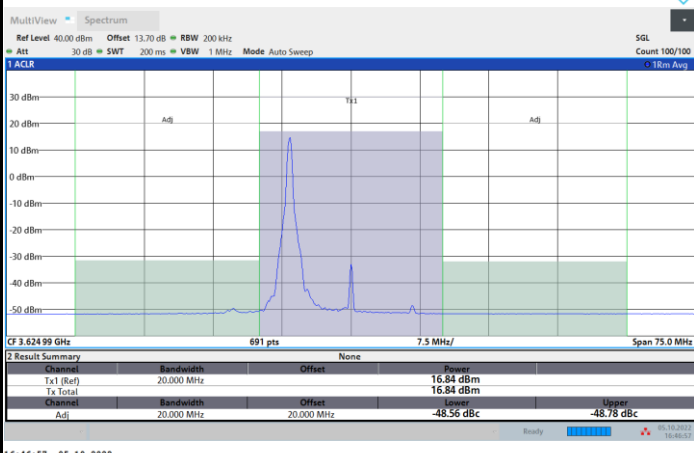 MultiView Spectrum
Ref Level 40.00 dBm Offset 13.70 dB RBW 200 kHz SGL
Att 30 dB SWT 200 ms VBW 1 MHz Mode Auto Sweep Count 100/100
1 ACLR 1Rm Avg
30 dBm
Tx1
20 dBm Adj Adj
10 dBm
0 dBm
-10 dBm
-20 dBm
-30 dBm
-40 dBm
-50 dBm
CF 3.624 99 GHz 691 pts 7.5 MHz/ Span 75.0 MHz
2 Result Summary None
Channel Bandwidth Offset Power
Tx1 (Ref) 20.000 MHz 16.84 dBm
Tx Total 16.84 dBm
Channel Bandwidth Offset Lower Upper
Adj 20.000 MHz 20.000 MHz -48.56 dBc -48.78 dBc
Ready 05.10.2022
16:46:57